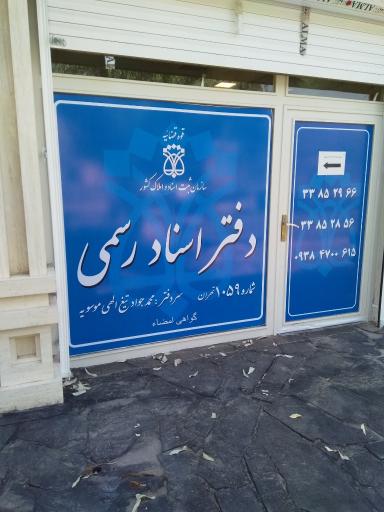 قوه قضائیه
سازمان ثبت اسناد و املاک کشور
دفتر اسناد رسمی
شماره ۱۰۵۹ تهران
سردفتر : محمد جواد تیغ الهی موسویه
گواهی امضاء
۳۳ ۸۵ ۲۹ ۶۶
۳۳ ۸۵ ۲۸ ۵۶
۰۹۳۸ ۴۷۰۰ ۶۱۵